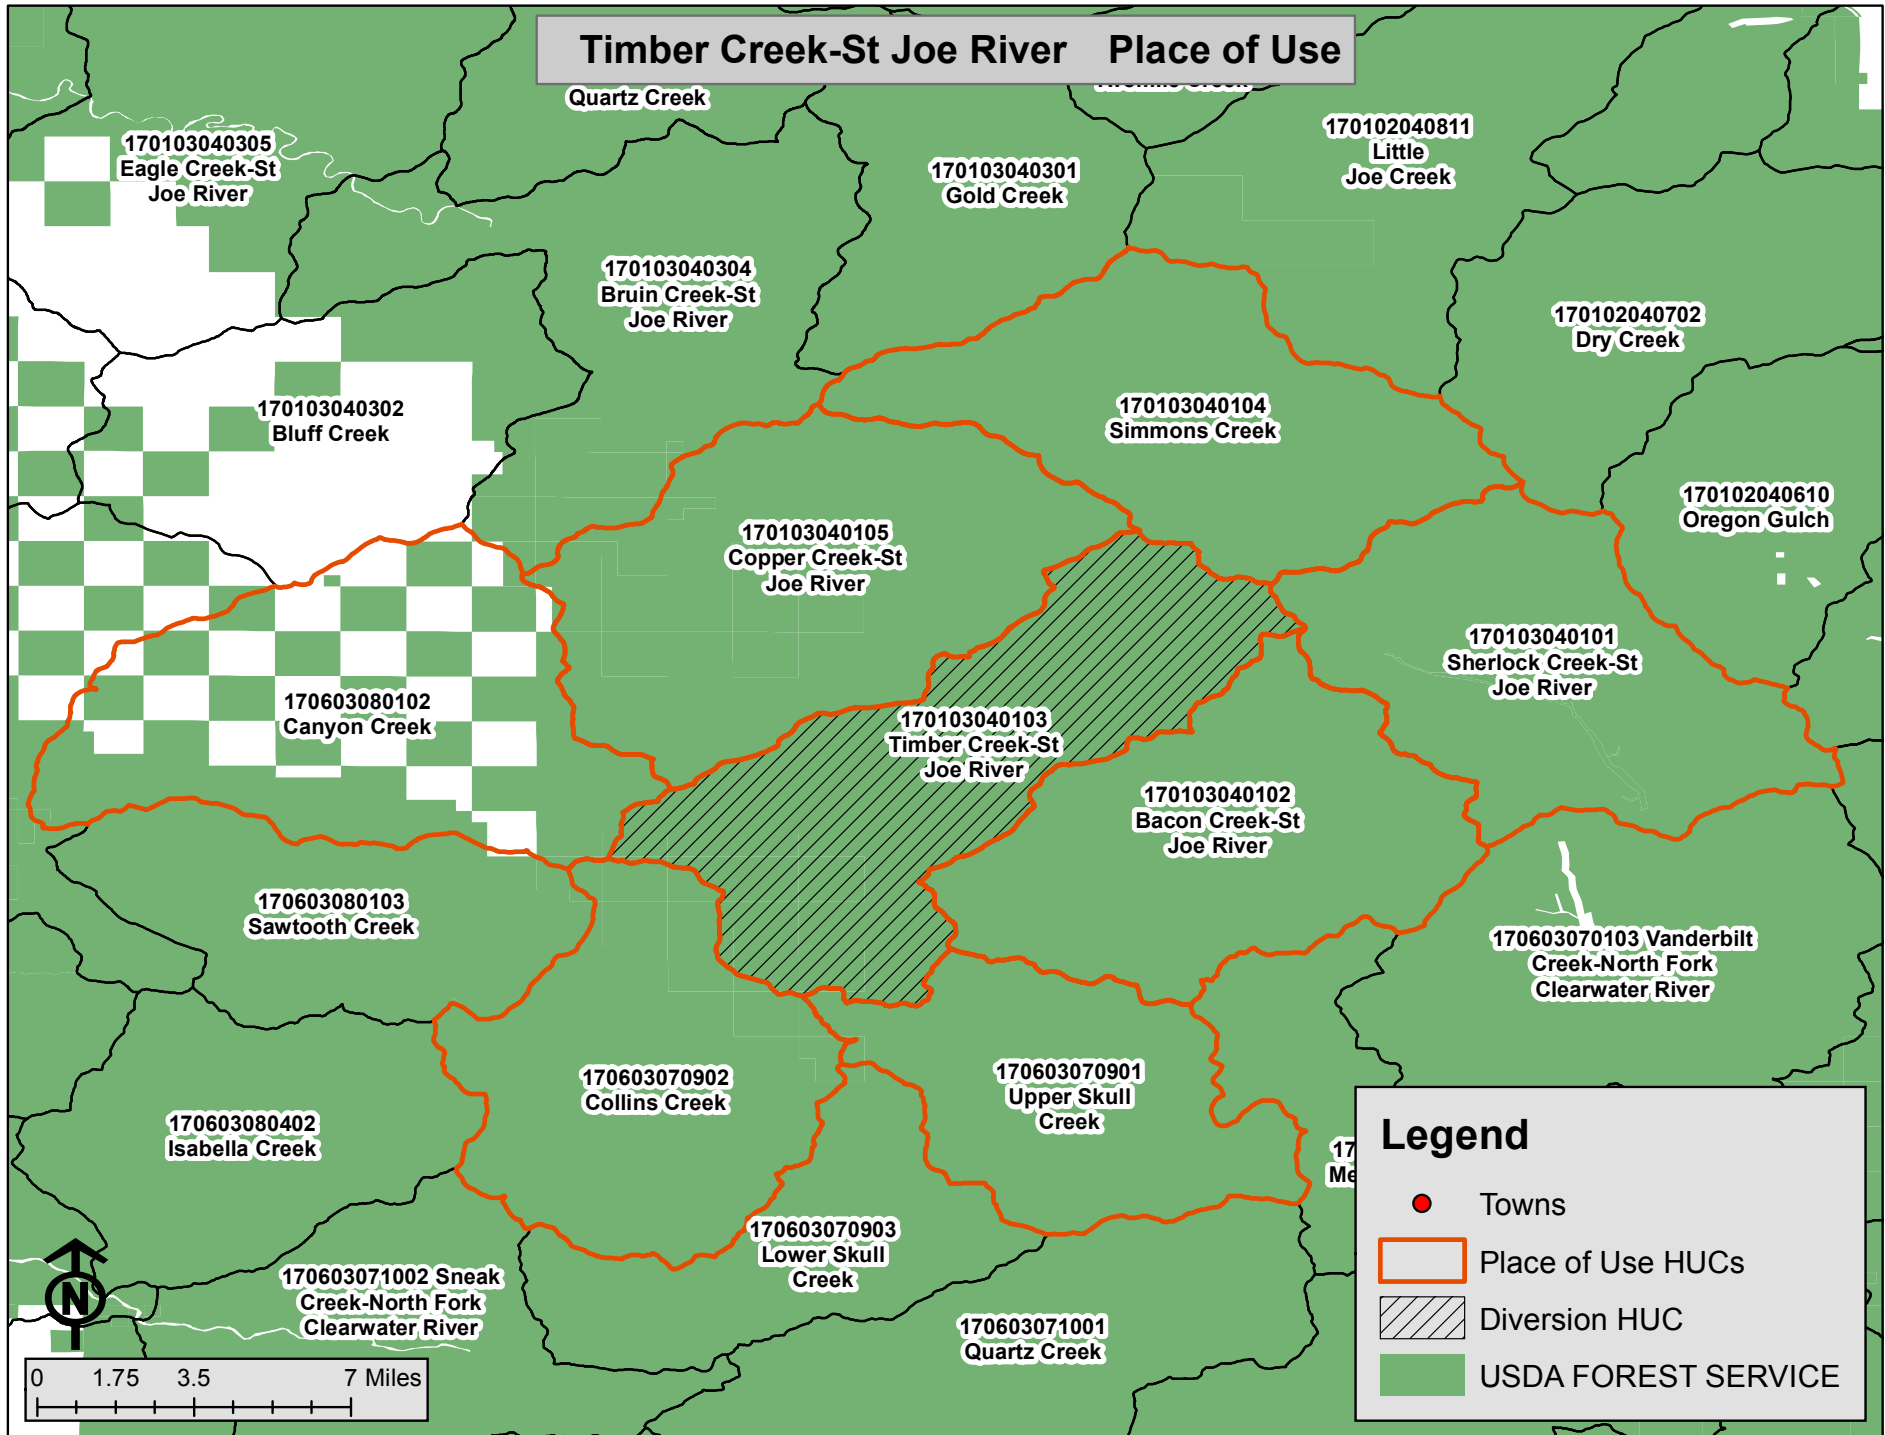 Timber Creek-St Joe River Place of Use
Quartz Creek
170103040305
Eagle Creek-St
Joe River
170102040811
Little
Joe Creek
170103040301
Gold Creek
170103040304
Bruin Creek-St
Joe River
170102040702
Dry Creek
170103040302
Bluff Creek
170103040104
Simmons Creek
170102040610
Oregon Gulch
170103040105
Copper Creek-St
Joe River
170103040101
Sherlock Creek-St
Joe River
170603080102
Canyon Creek
170103040103
Timber Creek-St
Joe River
170103040102
Bacon Creek-St
Joe River
170603080103
Sawtooth Creek
170603070103 Vanderbilt
Creek-North Fork
Clearwater River
170603070902
Collins Creek
170603070901
Upper Skull
Creek
170603080402
Isabella Creek
17
Me
170603070903
Lower Skull
Creek
170603071002 Sneak
Creek-North Fork
Clearwater River
170603071001
Quartz Creek
N
0 1.75 3.5 7 Miles
Legend
Towns
Place of Use HUCs
Diversion HUC
USDA FOREST SERVICE